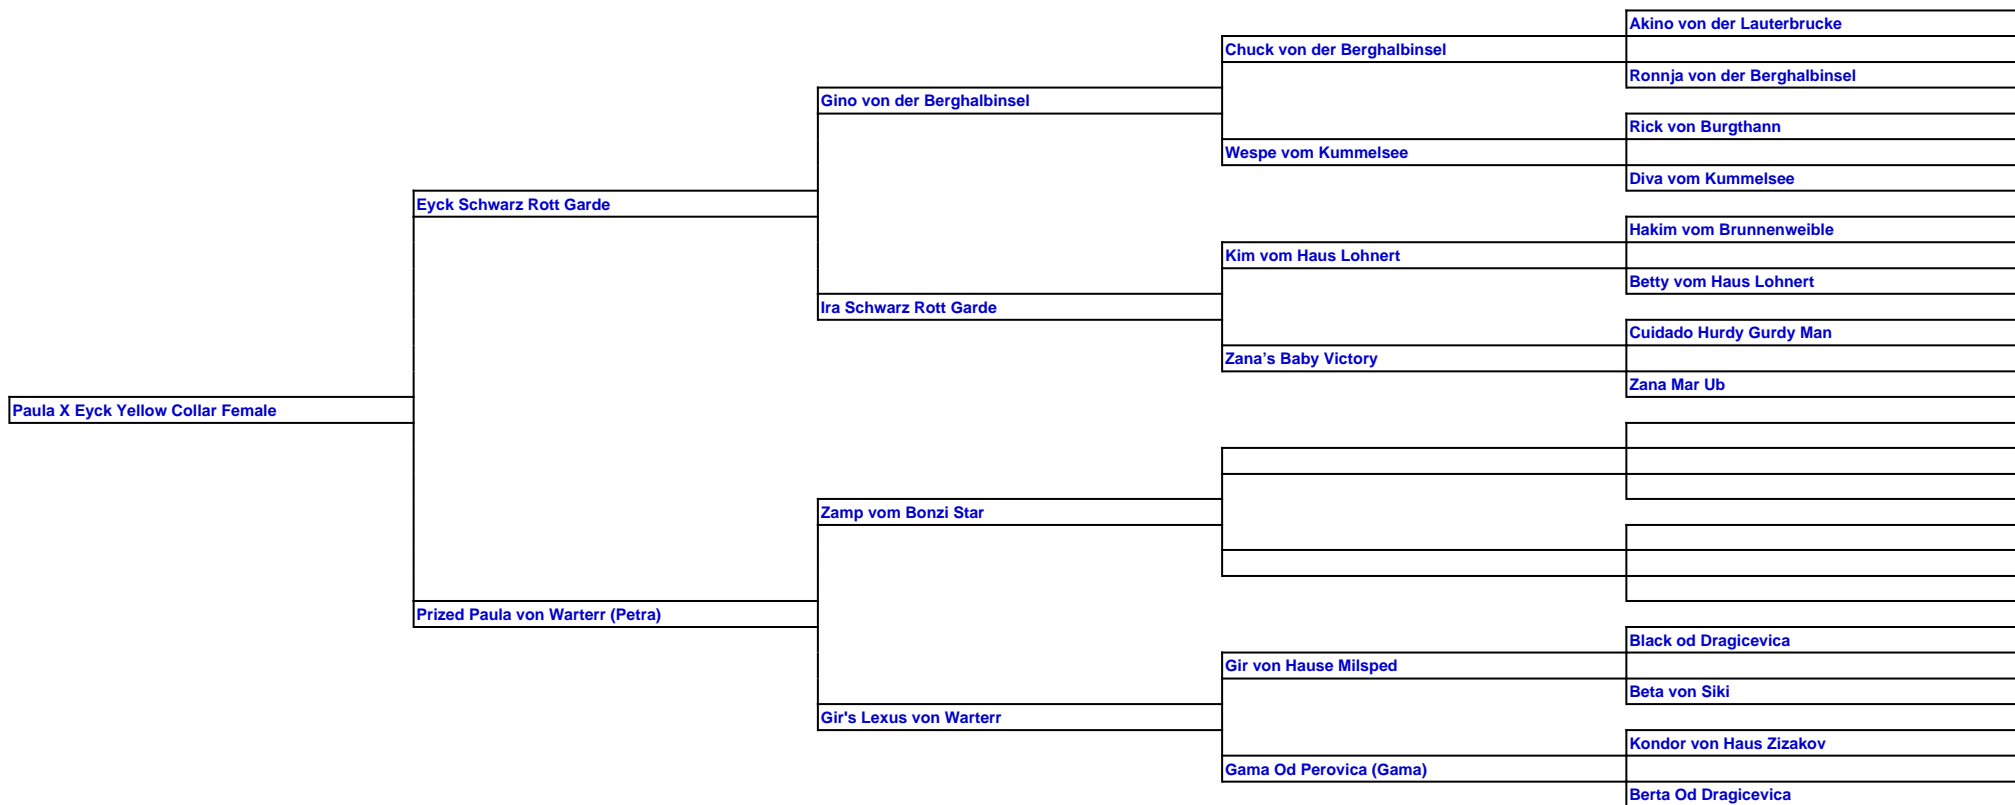 Akino von der Lauterbrucke
Chuck von der Berghalbinsel
Ronnja von der Berghalbinsel
Gino von der Berghalbinsel
Rick von Burgthann
Wespe vom Kummelsee
Diva vom Kummelsee
Eyck Schwarz Rott Garde
Hakim vom Brunnenweible
Kim vom Haus Lohnert
Betty vom Haus Lohnert
Ira Schwarz Rott Garde
Cuidado Hurdy Gurdy Man
Zana’s Baby Victory
Zana Mar Ub
Paula X Eyck Yellow Collar Female
Zamp vom Bonzi Star
Prized Paula von Warterr (Petra)
Black od Dragicevica
Gir von Hause Milsped
Beta von Siki
Gir's Lexus von Warterr
Kondor von Haus Zizakov
Gama Od Perovica (Gama)
Berta Od Dragicevica